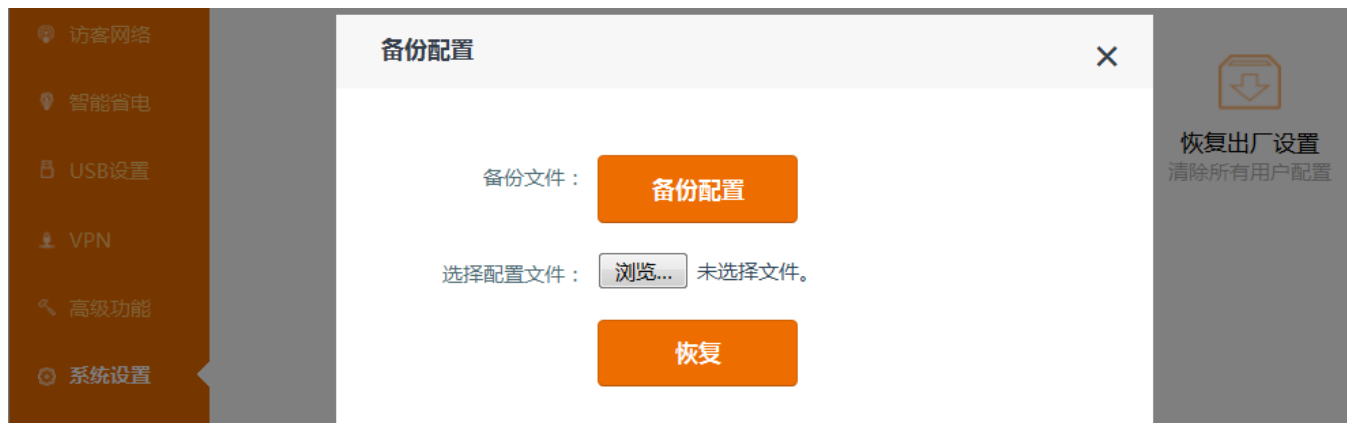 访客网络
智能省电
USB设置
VPN
高级功能
系统设置
备份配置
×
备份文件：
备份配置
选择配置文件：
浏览...
未选择文件。
恢复
恢复出厂设置
清除所有用户配置